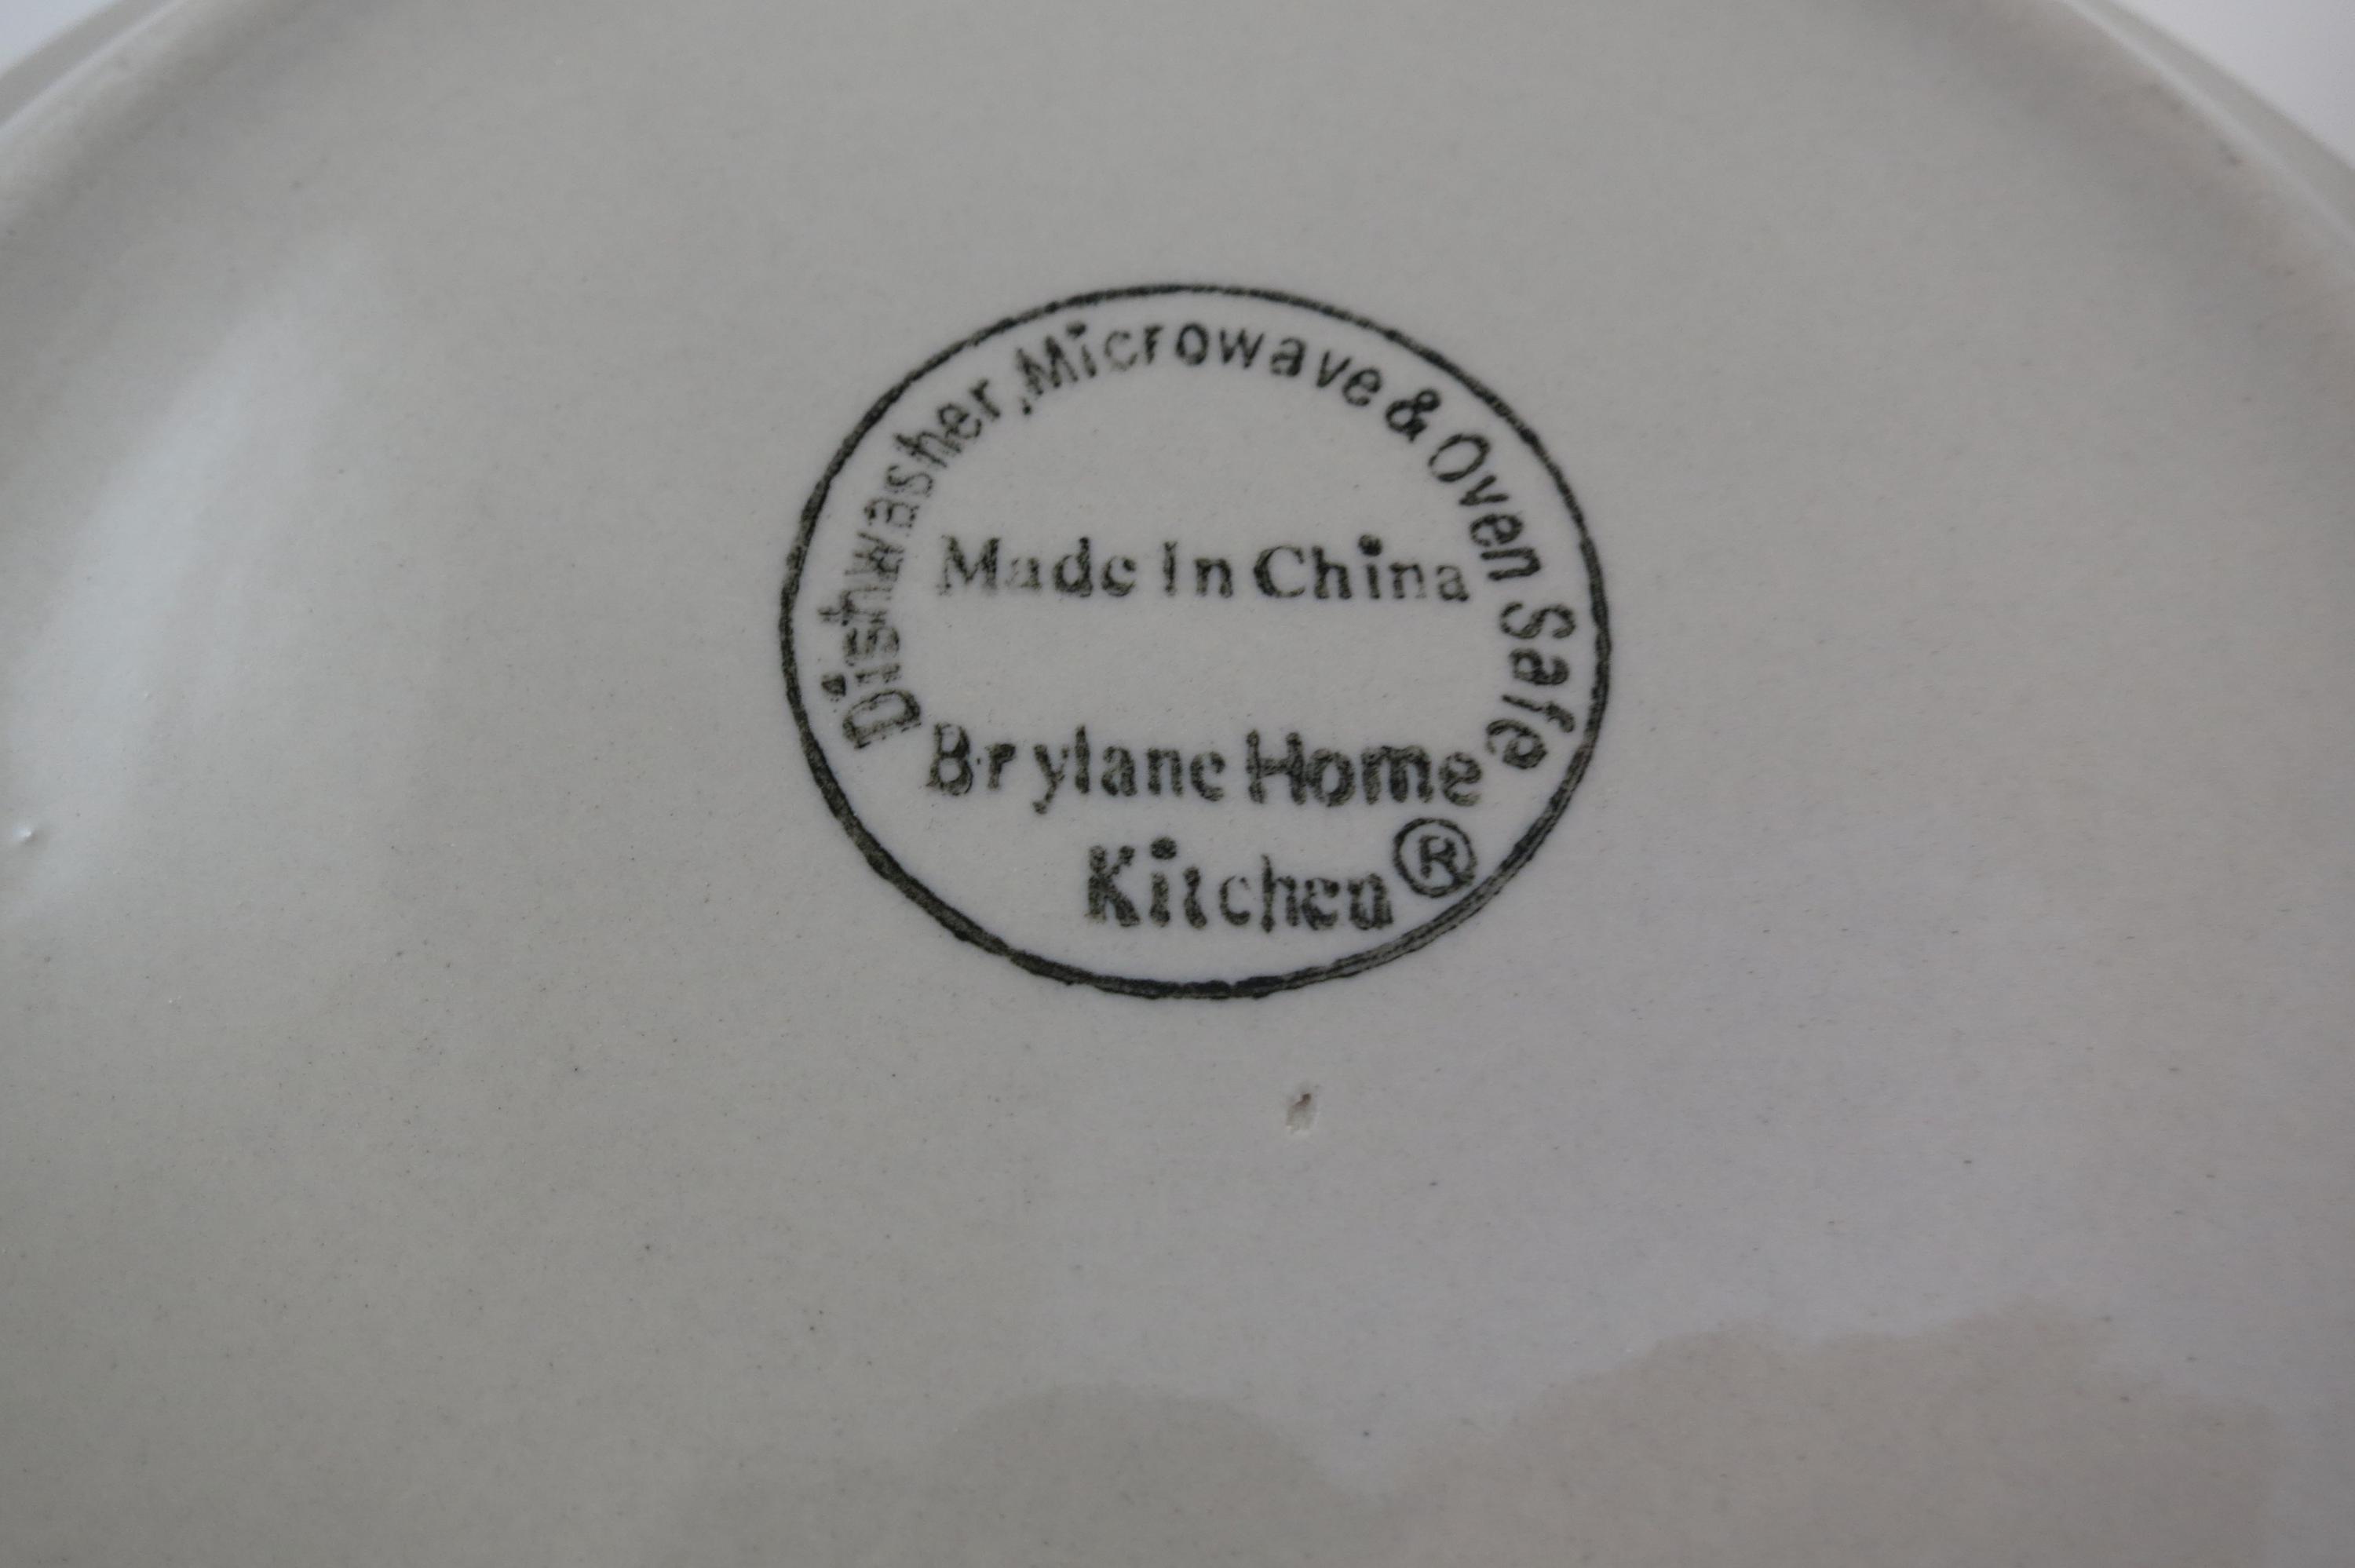 Dishwasher, Microwave & Oven Safe
Made In China
Brylane Home
Kitchen®